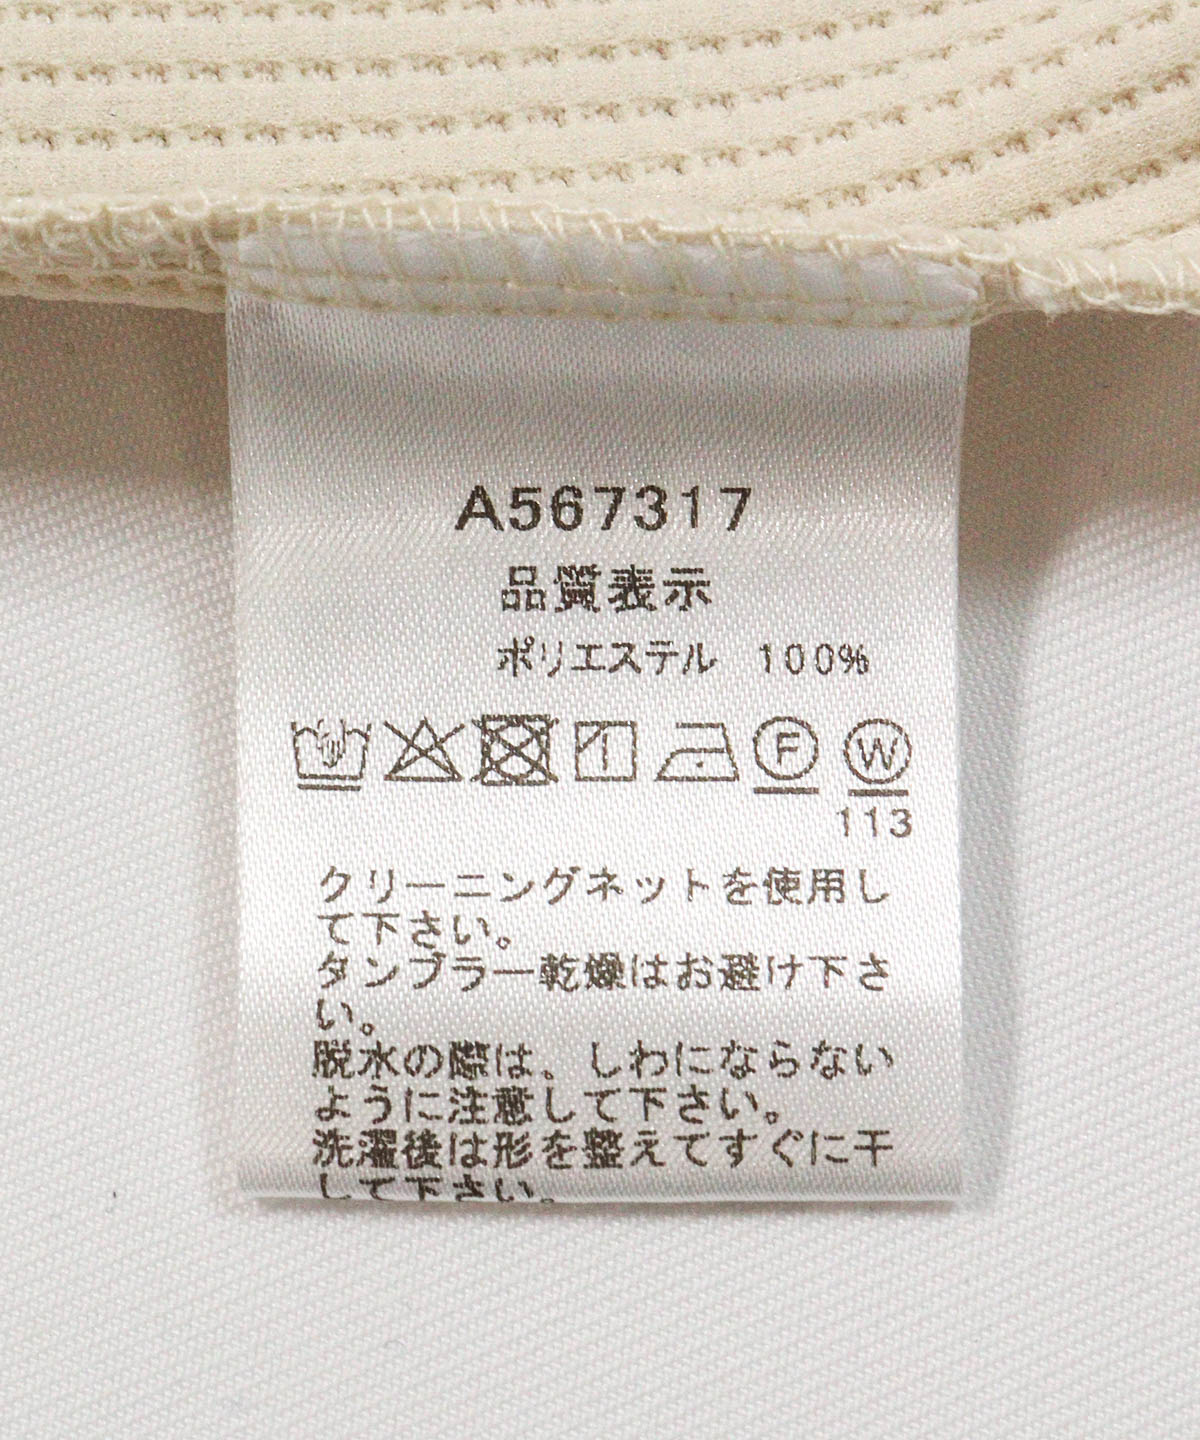 A567317
品質表示
ポリエステル 100%
F W
113
クリーニングネットを使用し
て下さい。
タンブラー乾燥はお避け下さ
い。
脱水の際は、しわにならない
ように注意して下さい。
洗濯後は形を整えてすぐに干
して下さい。